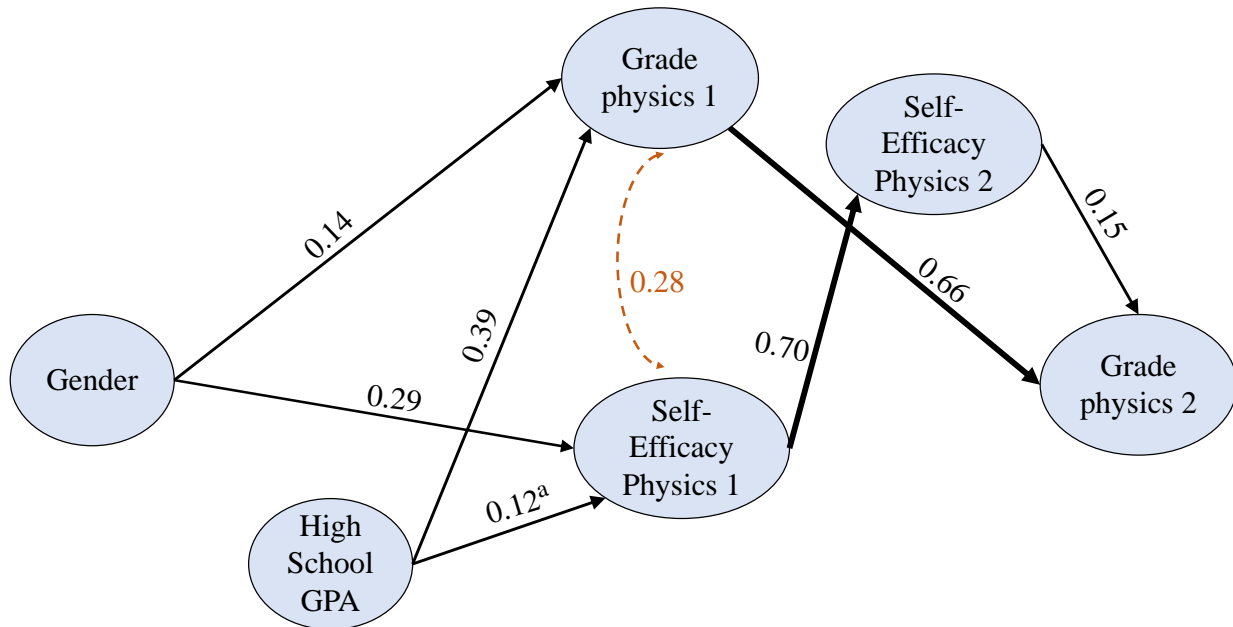 Grade
physics 1
Self-
Efficacy
Physics 2
0.14
0.39
0.28
0.66
0.15
0.70
Gender
0.29
Self-
Efficacy
Physics 1
Grade
physics 2
0.12ᵃ
High
School
GPA